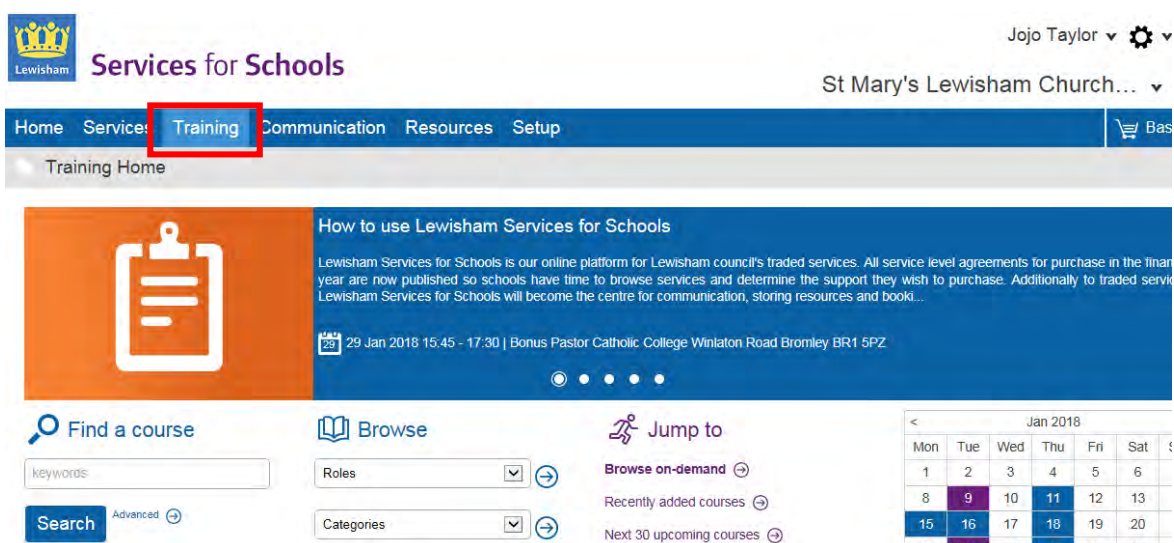 Lewisham
Services for Schools
Jojo Taylor
St Mary's Lewisham Church...
Home Services Training Communication Resources Setup
Bas
Training Home
How to use Lewisham Services for Schools
Lewisham Services for Schools is our online platform for Lewisham council's traded services. All service level agreements for purchase in the finan
year are now published so schools have time to browse services and determine the support they wish to purchase. Additionally to traded servic
Lewisham Services for Schools will become the centre for communication, storing resources and booki...
29 29 Jan 2018 15:45 - 17:30 | Bonus Pastor Catholic College Winlaton Road Bromley BR1 5PZ
Find a course
keywords
Search Advanced
Browse
Roles
Categories
Jump to
Browse on-demand
Recently added courses
Next 30 upcoming courses
< Jan 2018
Mon Tue Wed Thu Fri Sat S
1 2 3 4 5 6
8 9 10 11 12 13
15 16 17 18 19 20